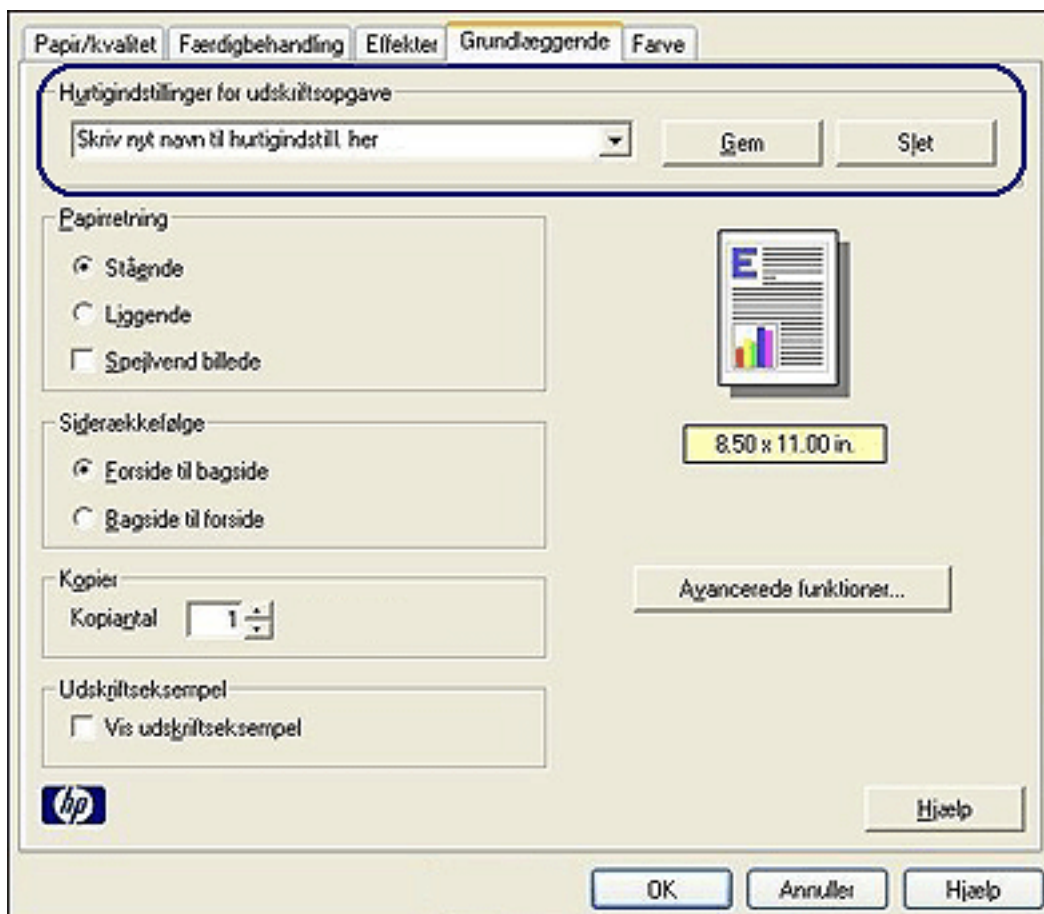 Papir/kvalitet Færdigbehandling Effekter Grundlæggende Farve
Hurtigindstillinger for udskriftsopgave
Skriv nyt navn til hurtigindstill. her Gem Slet
Papirretning
Stående
Liggende
Spejlvend billede
E
8.50 x 11.00 in.
Siderækkefølge
Forside til bagside
Bagside til forside
Kopier
Kopiantal 1
Avancerede funktioner...
Udskriftseksempel
Vis udskriftseksempel
hp
Hjælp
OK Annuller Hjælp